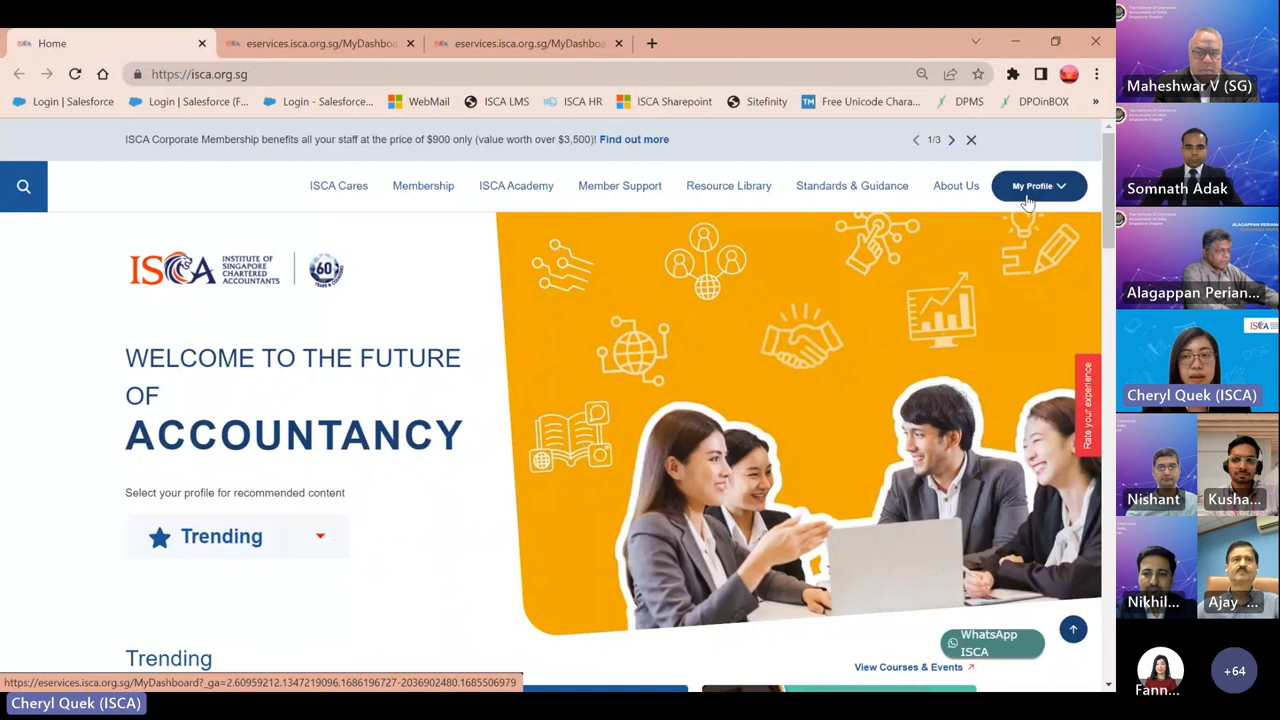 Home
eservices.isca.org.sg/MyDashboa
eservices.isca.org.sg/MyDashboa
https://isca.org.sg
Login | Salesforce
Login | Salesforce (F...
Login - Salesforce...
WebMail
ISCA LMS
ISCA HR
ISCA Sharepoint
Sitefinity
TM
Free Unicode Chara...
DPMS
DPOinBOX
»
ISCA Corporate Membership benefits all your staff at the price of $900 only (value worth over $3,500)! Find out more
1/3
ISCA Cares
Membership
ISCA Academy
Member Support
Resource Library
Standards & Guidance
About Us
My Profile
ISCA
INSTITUTE OF
SINGAPORE
CHARTERED
ACCOUNTANTS
60
WELCOME TO THE FUTURE
OF
ACCOUNTANCY
Select your profile for recommended content
Trending
Rate your experience
WhatsApp
ISCA
Trending
View Courses & Events
https://eservices.isca.org.sg/MyDashboard?_ga=2.60959212.1347219096.1686196727-2036902480.1685506979
Cheryl Quek (ISCA)
Maheshwar V (SG)
Somnath Adak
Alagappan Perian...
Cheryl Quek (ISCA)
Nishant
Kusha...
Nikhil...
Ajay ...
Fann...
+64